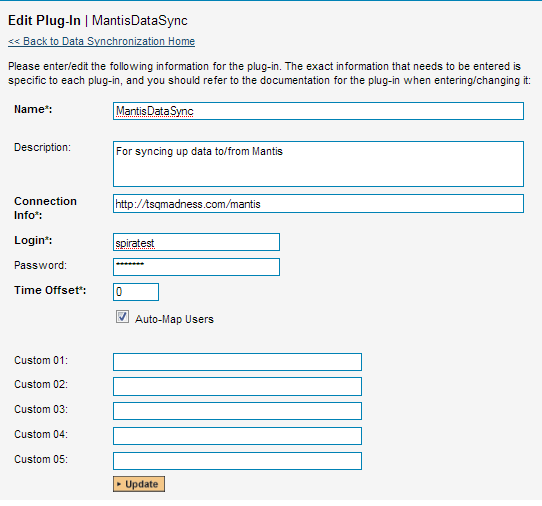 Edit Plug-In | MantisDataSync
<< Back to Data Synchronization Home
Please enter/edit the following information for the plug-in. The exact information that needs to be entered is
specific to each plug-in, and you should refer to the documentation for the plug-in when entering/changing it:
Name*: MantisDataSync
Description: For syncing up data to/from Mantis
Connection
Info*: http://tsqmadness.com/mantis
Login*: spiratest
Password: *******
Time Offset*: 0
Auto-Map Users
Custom 01:
Custom 02:
Custom 03:
Custom 04:
Custom 05:
Update